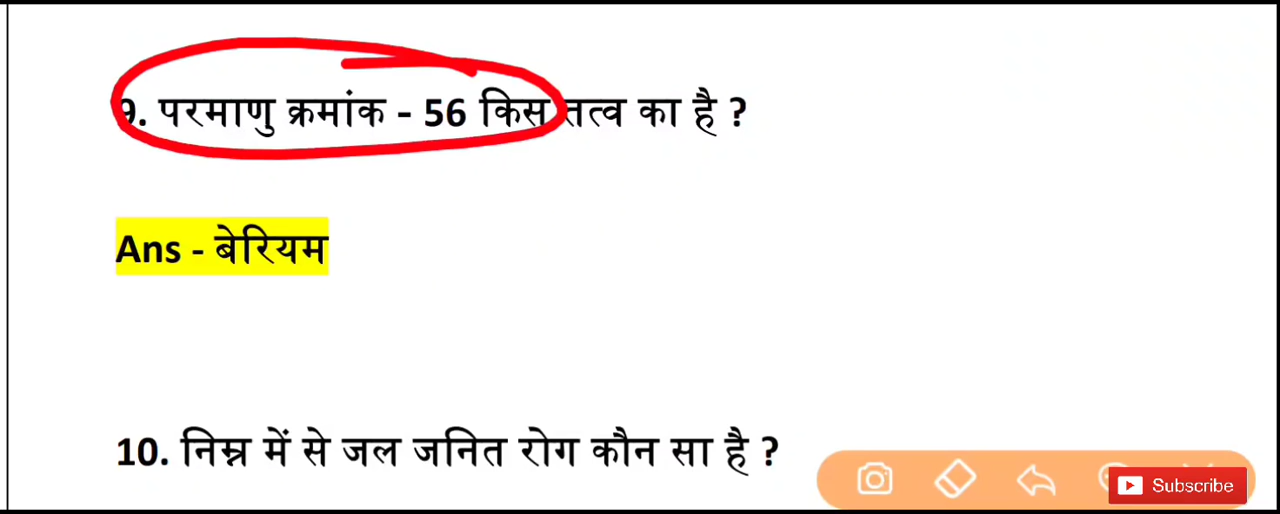 9. परमाणु क्रमांक - 56 किस तत्व का है ?
Ans - बेरियम
10. निम्न में से जल जनित रोग कौन सा है ?
Subscribe